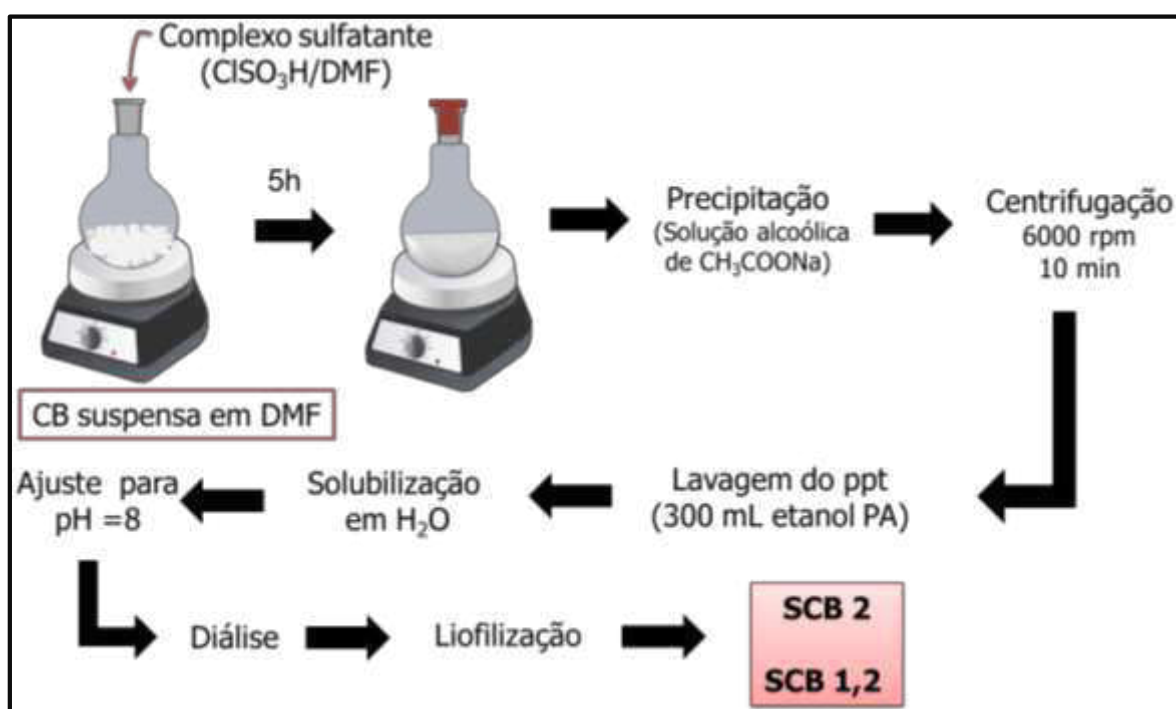 Complexo sulfatante
(ClSO₃H/DMF)
5h
Precipitação
(Solução alcoólica
de CH₃COONa)
Centrifugação
6000 rpm
10 min
CB suspensa em DMF
Lavagem do ppt
(300 mL etanol PA)
Solubilização
em H₂O
Ajuste para
pH =8
Diálise
Liofilização
SCB 2
SCB 1,2